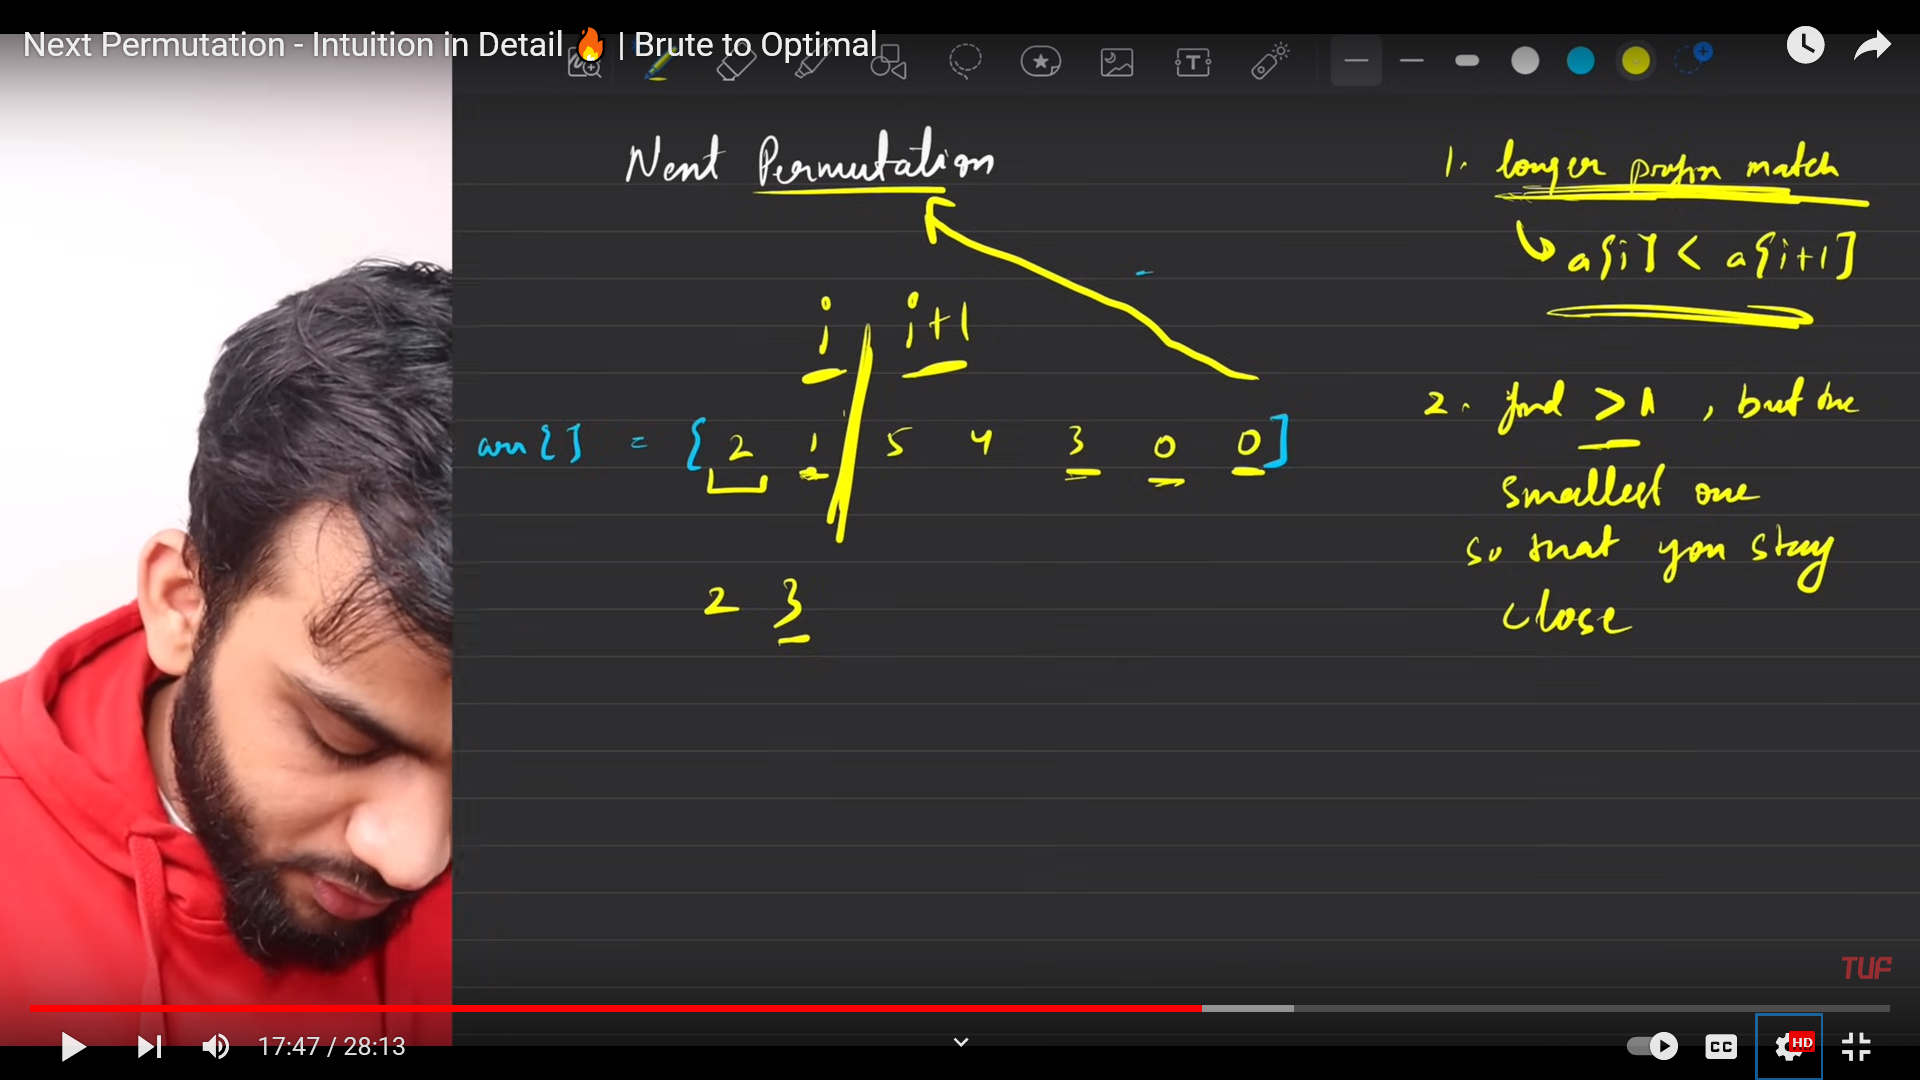 Next Permutation - Intuition in Detail🔥 | Brute to Optimal
Next Permutation
1. longer prefix match
a[i] < a[i+1]
i i+1
arr[] = { 2 1 5 4 3 0 0 ]
2. find > 1 , but the
smallest one
so that you stay
close
2 3
TUF
17:47 / 28:13
CC
HD